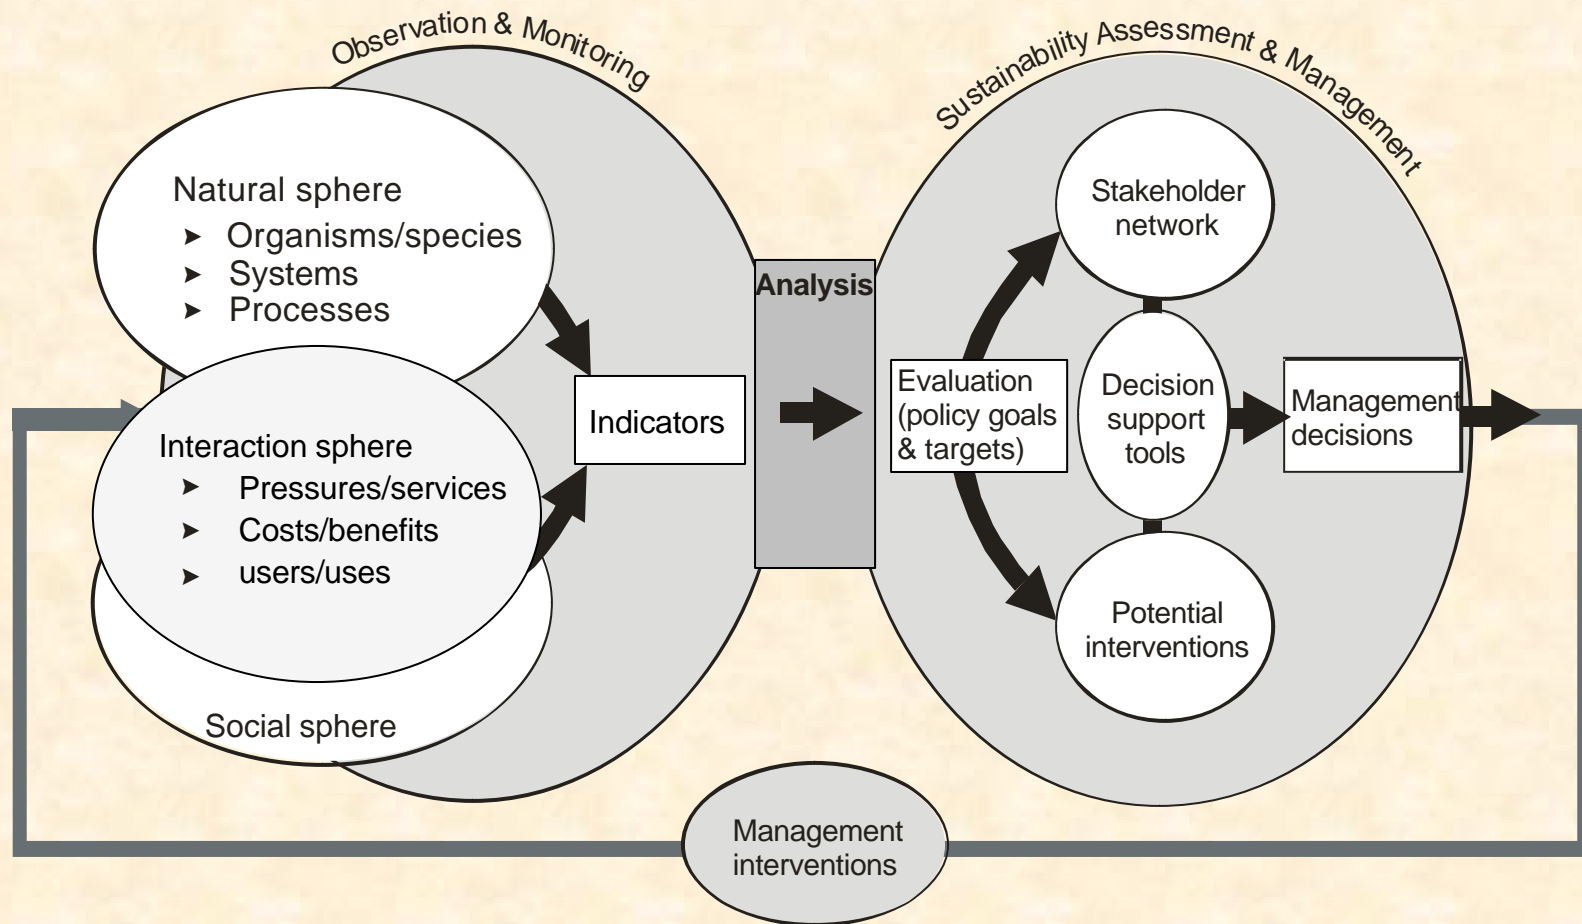 Observation & Monitoring
Sustainability Assessment & Management
Natural sphere
➤ Organisms/species
➤ Systems
➤ Processes
Interaction sphere
➤ Pressures/services
➤ Costs/benefits
➤ users/uses
Social sphere
Indicators
Analysis
Evaluation
(policy goals
& targets)
Stakeholder
network
Decision
support
tools
Potential
interventions
Management
decisions
Management
interventions